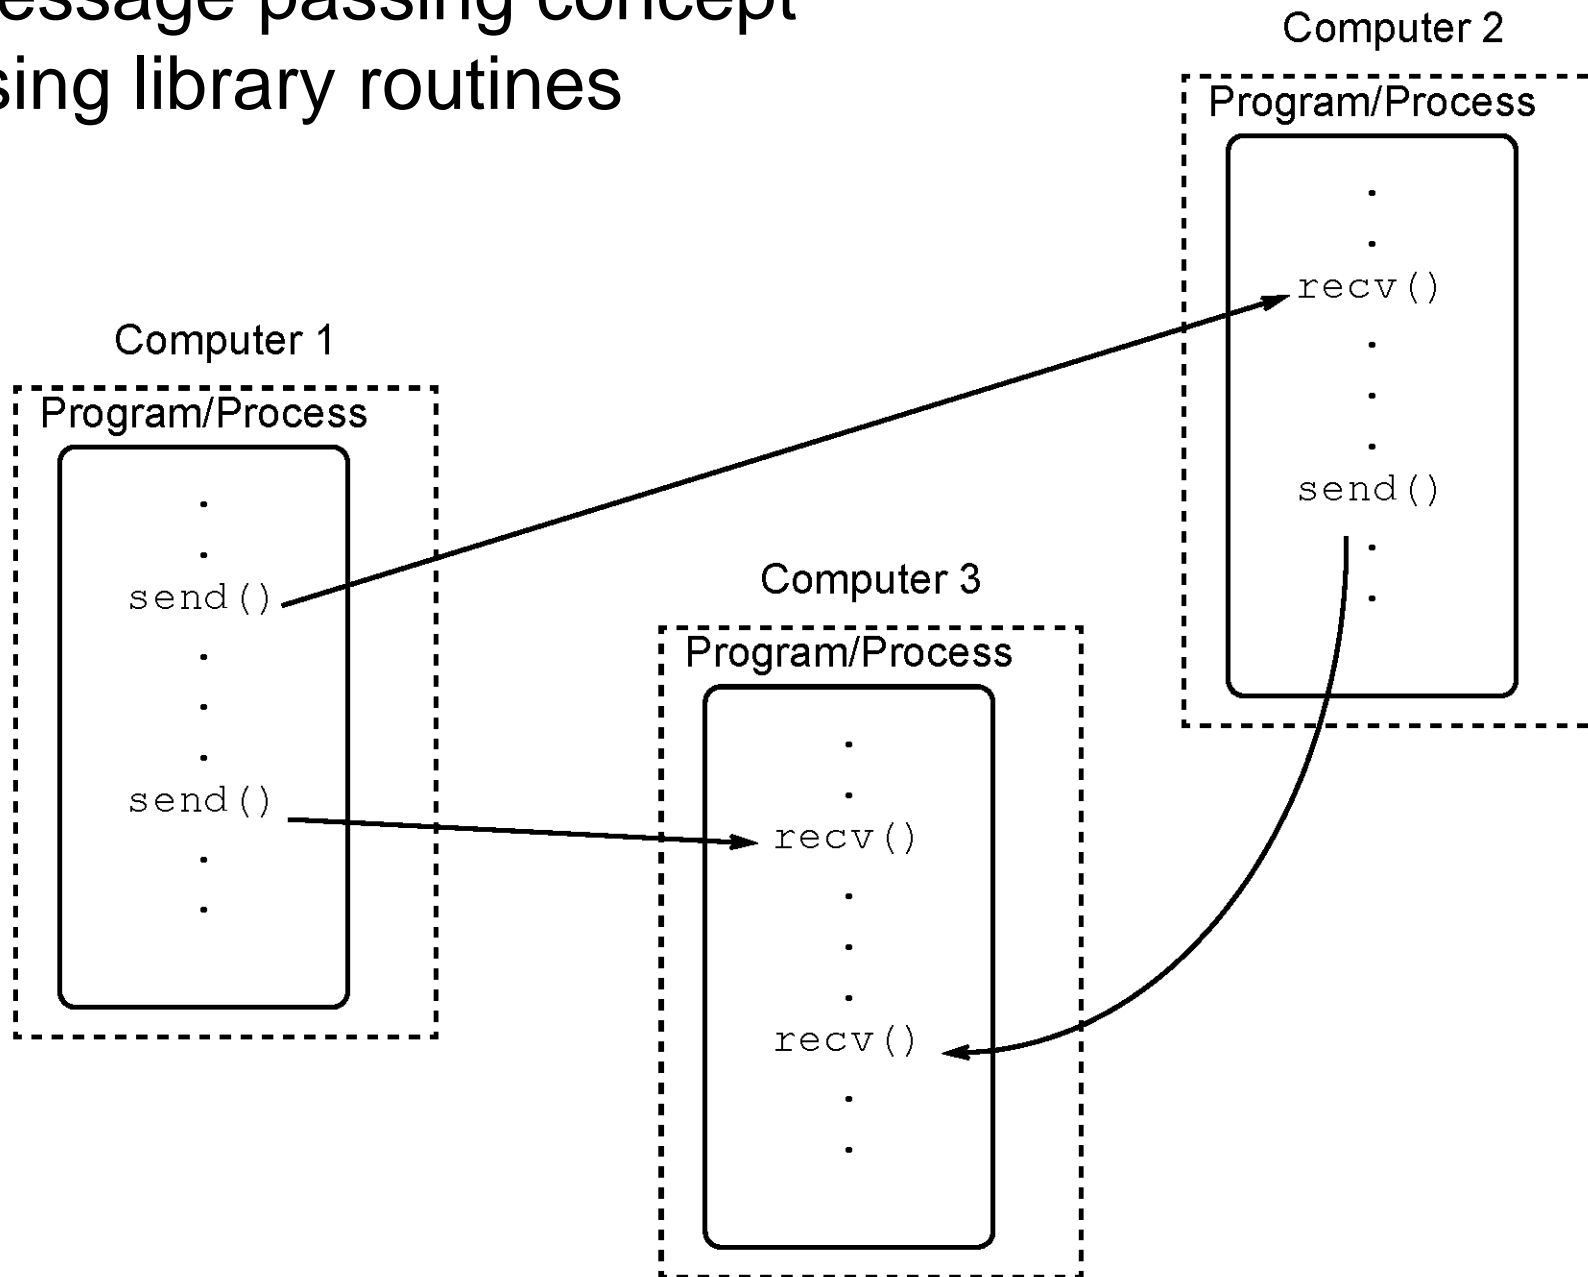 essage passing concept
sing library routines
Computer 2
Program/Process
.
.
recv()
.
.
.
send()
.
.
Computer 1
Program/Process
.
.
send()
.
.
.
send()
.
.
Computer 3
Program/Process
.
.
recv()
.
.
.
recv()
.
.